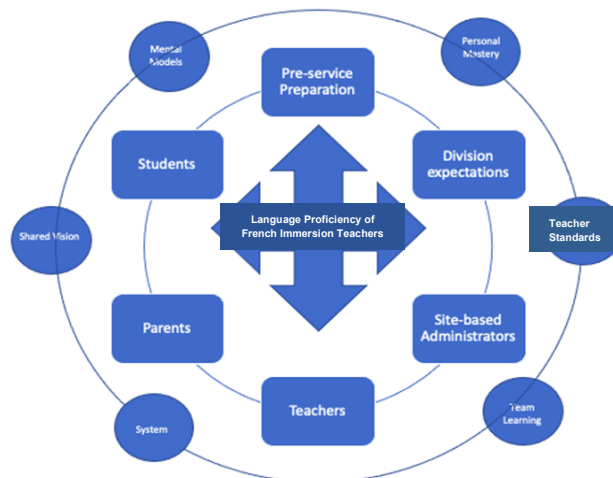 Mental
Models
Personal
Mastery
Pre-service
Preparation
Students
Division
expectations
Language Proficiency of
French Immersion Teachers
Shared Vision
Teacher
Standards
Parents
Site-based
Administrators
Teachers
System
Team
Learning